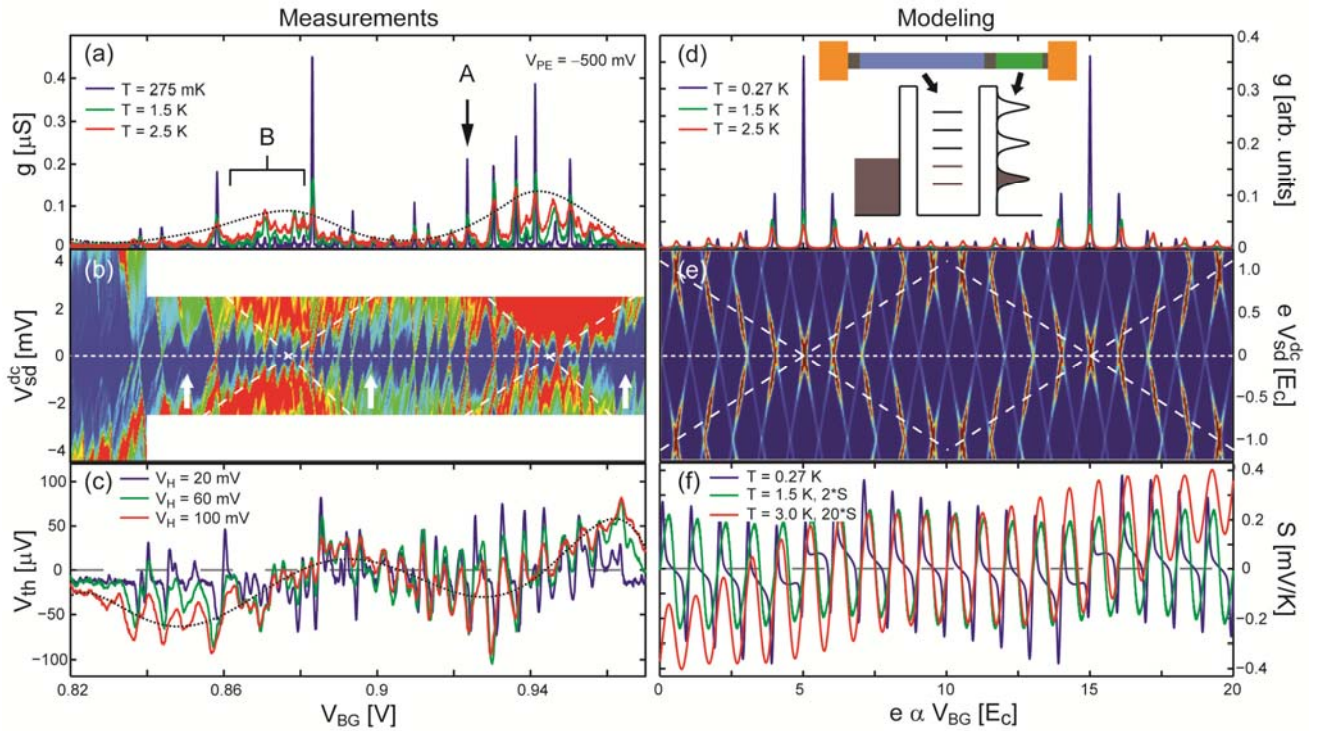 Measurements
Modeling
(a)
V_PE = −500 mV
A
B
T = 275 mK
T = 1.5 K
T = 2.5 K
g [μS]
0.4
0.3
0.2
0.1
0
(b)
V_sd^dc [mV]
4
2
0
−2
−4
(c)
V_H = 20 mV
V_H = 60 mV
V_H = 100 mV
V_th [μV]
100
50
0
−50
−100
0.82
0.86
0.9
0.94
V_BG [V]
(d)
T = 0.27 K
T = 1.5 K
T = 2.5 K
g [arb. units]
0.4
0.3
0.2
0.1
0
(e)
e V_sd^dc [E_c]
1.0
0.5
0
−0.5
−1.0
(f)
T = 0.27 K
T = 1.5 K, 2*S
T = 3.0 K, 20*S
S [mV/K]
0.4
0.2
0
−0.2
−0.4
0
5
10
15
20
e α V_BG [E_c]